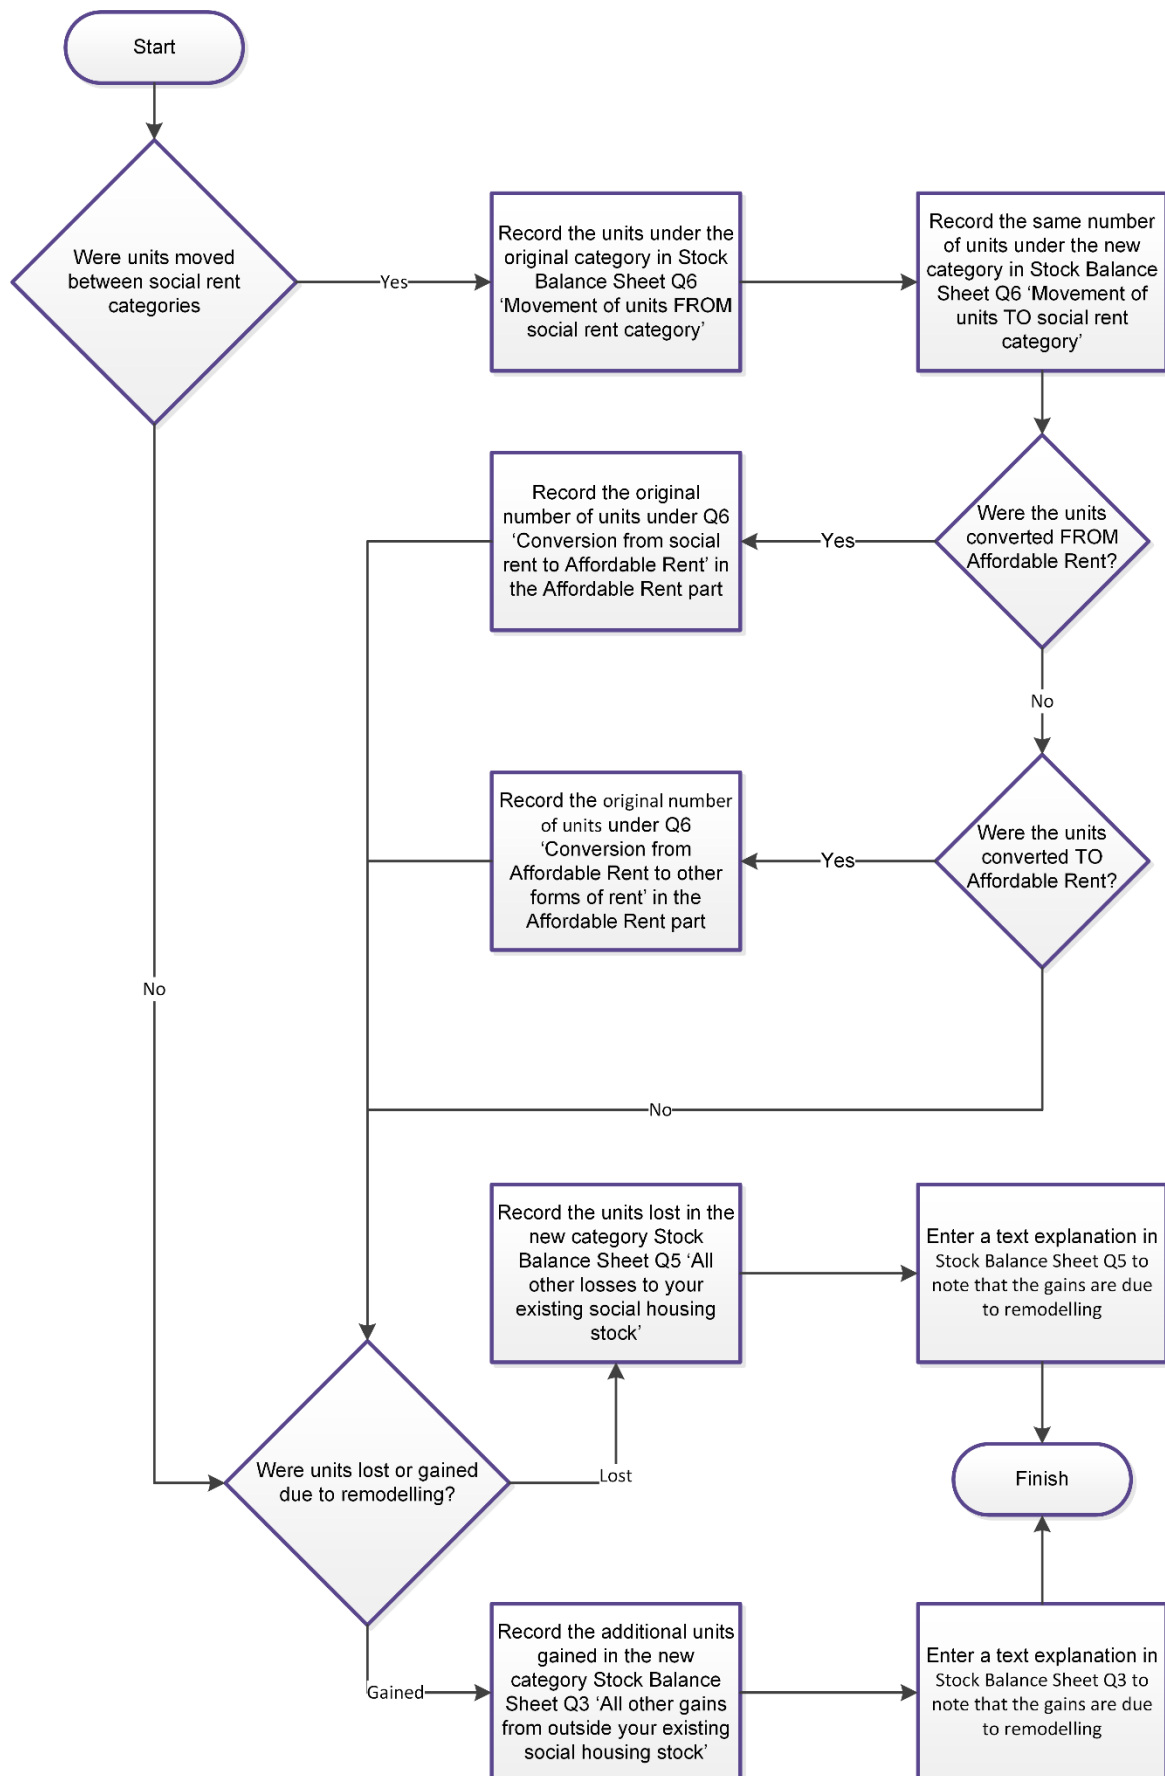 Start
Were units moved
between social rent
categories
Yes
Record the units under the
original category in Stock
Balance Sheet Q6
‘Movement of units FROM
social rent category’
Record the same number
of units under the new
category in Stock Balance
Sheet Q6 ‘Movement of
units TO social rent
category’
Record the original
number of units under Q6
‘Conversion from social
rent to Affordable Rent’ in
the Affordable Rent part
Yes
Were the units
converted FROM
Affordable Rent?
No
Record the original number
of units under Q6
‘Conversion from
Affordable Rent to other
forms of rent’ in the
Affordable Rent part
Yes
Were the units
converted TO
Affordable Rent?
No
No
Record the units lost in the
new category Stock
Balance Sheet Q5 ‘All
other losses to your
existing social housing
stock’
Enter a text explanation in
Stock Balance Sheet Q5 to
note that the gains are due
to remodelling
Were units lost or gained
due to remodelling?
Lost
Finish
Gained
Record the additional units
gained in the new
category Stock Balance
Sheet Q3 ‘All other gains
from outside your existing
social housing stock’
Enter a text explanation in
Stock Balance Sheet Q3 to
note that the gains are due
to remodelling